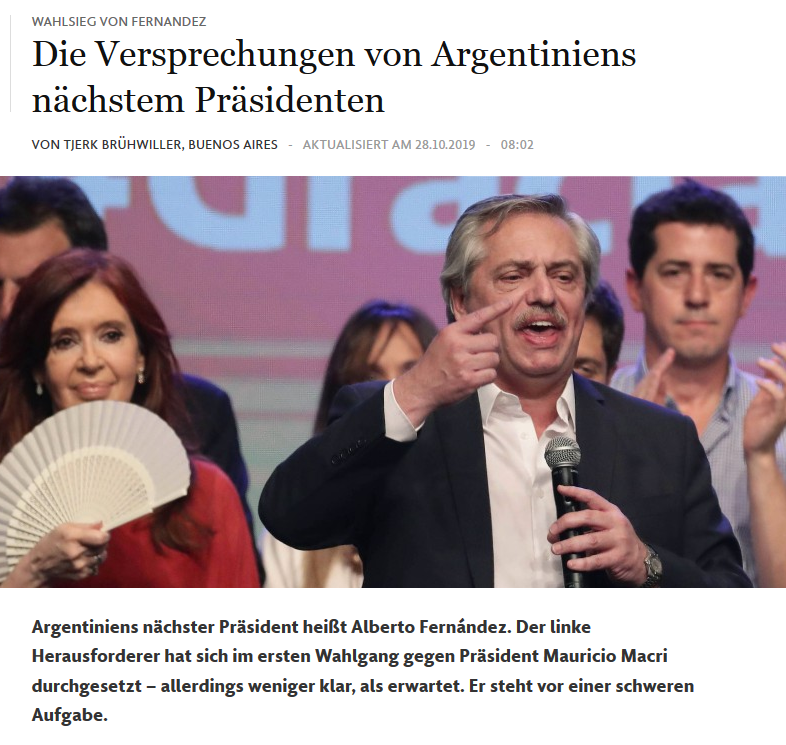 WAHLSIEG VON FERNANDEZ
Die Versprechungen von Argentiniens
nächstem Präsidenten
VON TJERK BRÜHWILLER, BUENOS AIRES - AKTUALISIERT AM 28.10.2019 - 08:02
#Gracia
Argentiniens nächster Präsident heißt Alberto Fernández. Der linke
Herausforderer hat sich im ersten Wahlgang gegen Präsident Mauricio Macri
durchgesetzt – allerdings weniger klar, als erwartet. Er steht vor einer schweren
Aufgabe.